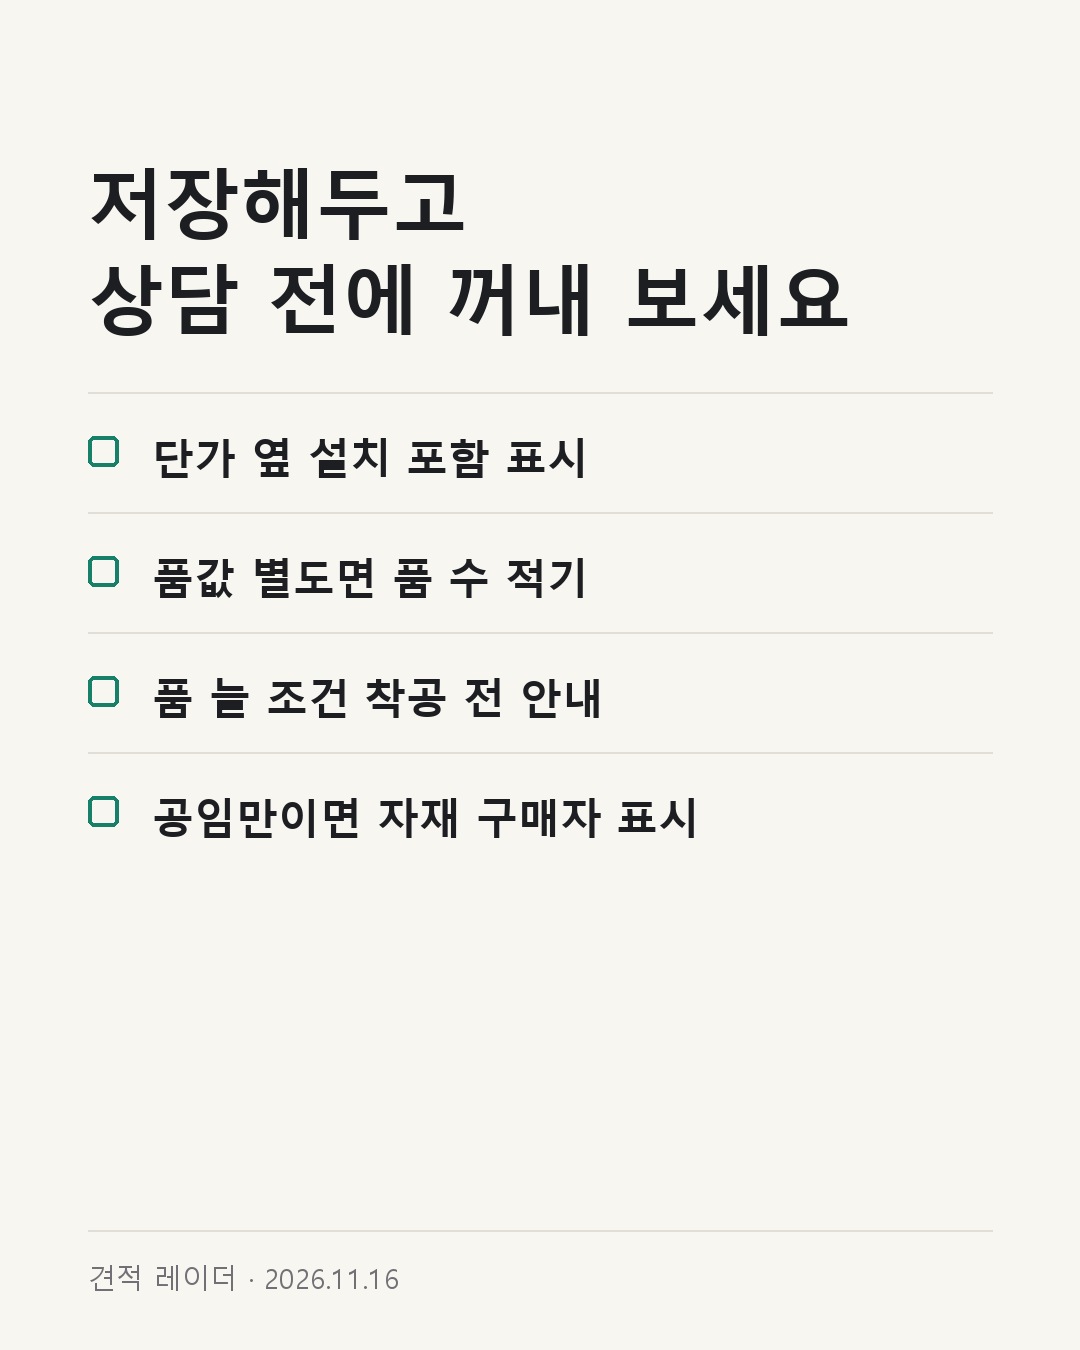 저장해두고
상담 전에 꺼내 보세요
단가 옆 설치 포함 표시
품값 별도면 품 수 적기
품 늘 조건 착공 전 안내
공임만이면 자재 구매자 표시
견적 레이더 · 2026.11.16